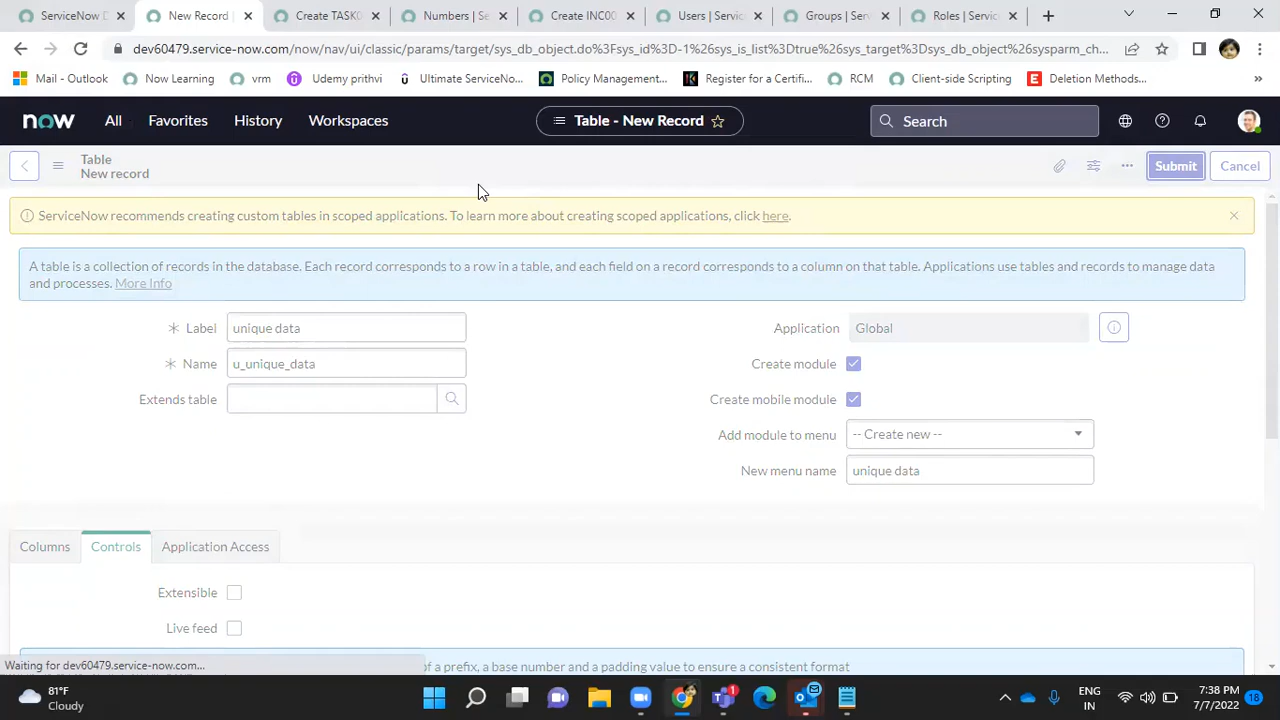 ServiceNow D
New Record |
Create TASK0
Numbers | Se
Create INC00
Users | Service
Groups | Serv
Roles | Servic
dev60479.service-now.com/now/nav/ui/classic/params/target/sys_db_object.do%3Fsys_id%3D-1%26sys_is_list%3Dtrue%26sys_target%3Dsys_db_object%26sysparm_ch...
Mail - Outlook
Now Learning
vrm
Udemy prithvi
Ultimate ServiceNo...
Policy Management...
Register for a Certifi...
RCM
Client-side Scripting
Deletion Methods...
»
now
All
Favorites
History
Workspaces
Table - New Record
Search
Table
New record
Submit
Cancel
ServiceNow recommends creating custom tables in scoped applications. To learn more about creating scoped applications, click here.
A table is a collection of records in the database. Each record corresponds to a row in a table, and each field on a record corresponds to a column on that table. Applications use tables and records to manage data
and processes. More Info
Label
unique data
Application
Global
Name
u_unique_data
Create module
Extends table
Create mobile module
Add module to menu
-- Create new --
New menu name
unique data
Columns
Controls
Application Access
Extensible
Live feed
Waiting for dev60479.service-now.com...
of a prefix, a base number and a padding value to ensure a consistent format
81°F
Cloudy
1
ENG
IN
7:38 PM
7/7/2022
18